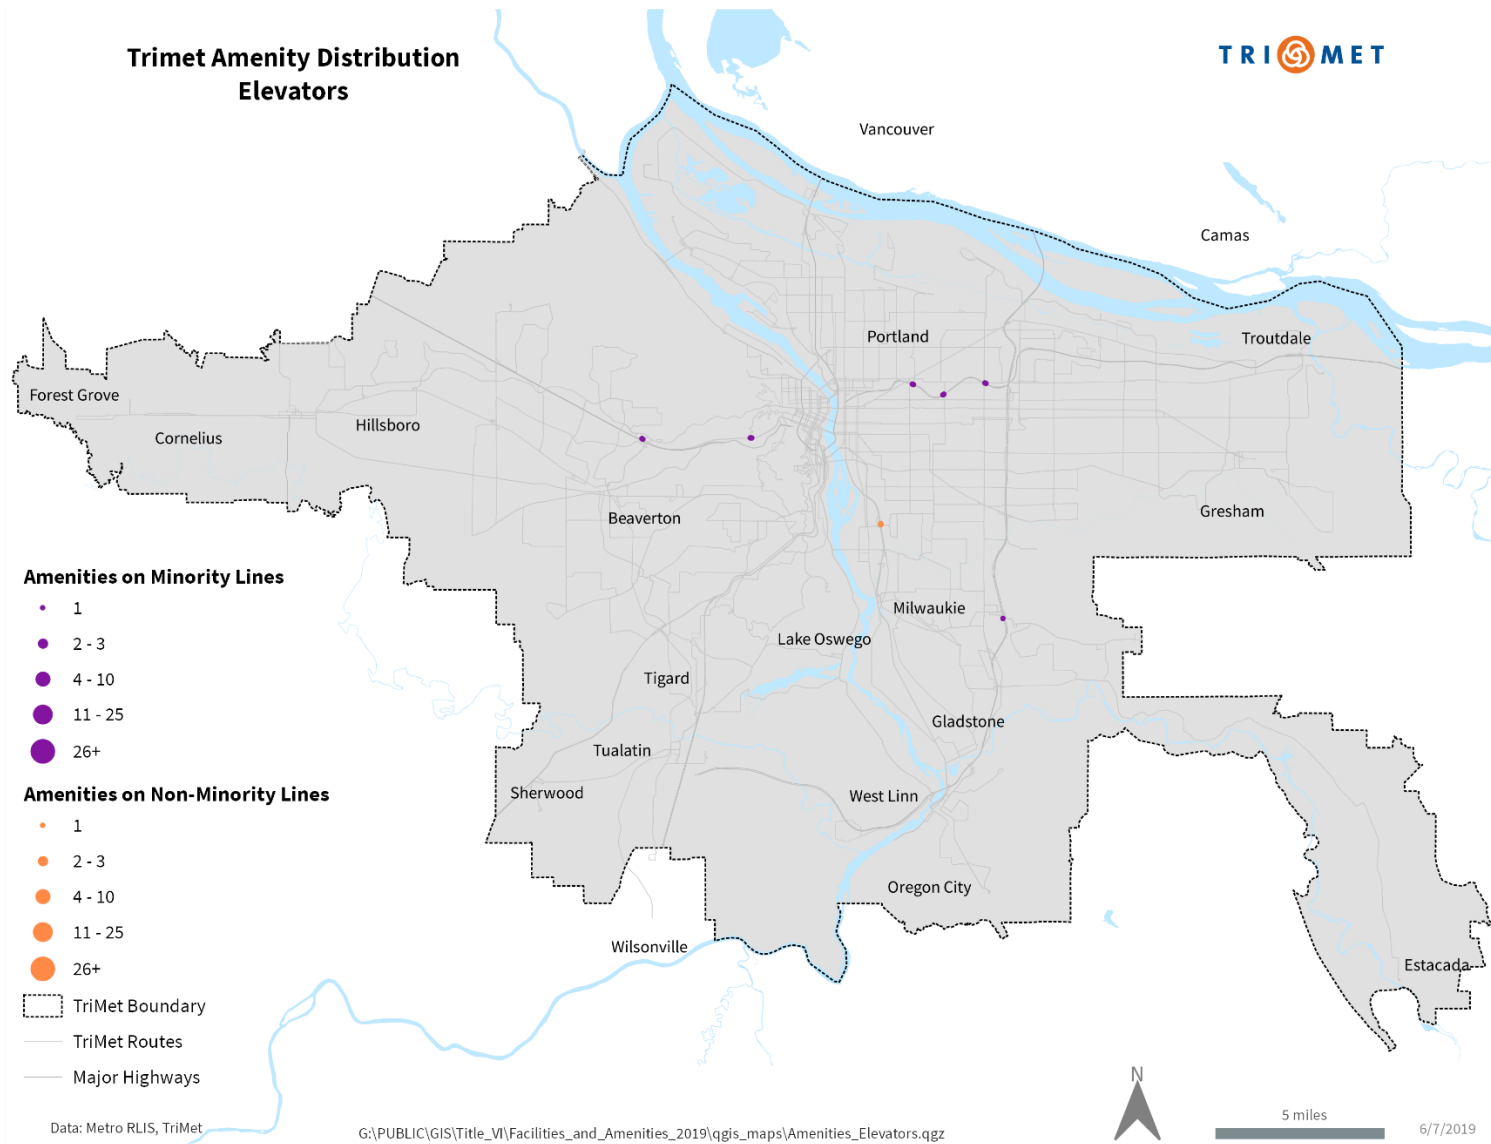 Trimet Amenity Distribution
Elevators
TRI MET
Vancouver
Camas
Portland
Troutdale
Forest Grove
Hillsboro
Cornelius
Beaverton
Gresham
Milwaukie
Lake Oswego
Tigard
Gladstone
Tualatin
Sherwood
West Linn
Oregon City
Wilsonville
Estacada
Amenities on Minority Lines
1
2 - 3
4 - 10
11 - 25
26+
Amenities on Non-Minority Lines
1
2 - 3
4 - 10
11 - 25
26+
TriMet Boundary
TriMet Routes
Major Highways
N
5 miles
Data: Metro RLIS, TriMet
G:\PUBLIC\GIS\Title_VI\Facilities_and_Amenities_2019\qgis_maps\Amenities_Elevators.qgz
6/7/2019